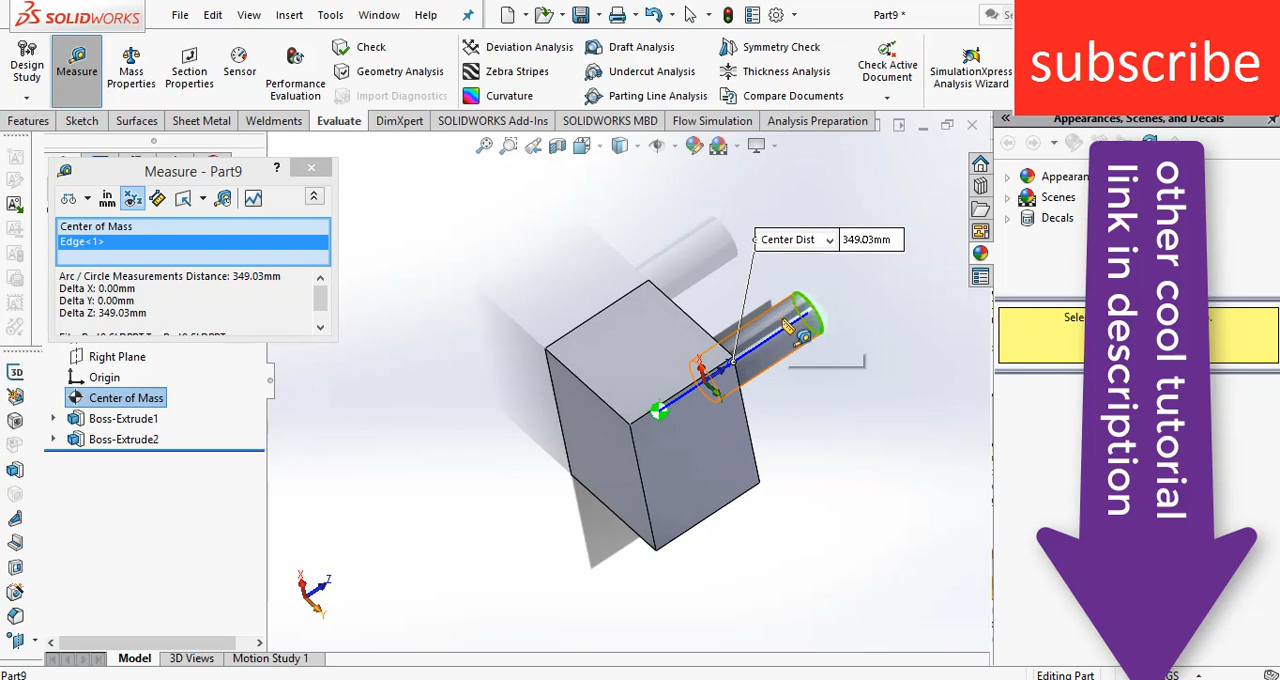 SOLIDWORKS
File Edit View Insert Tools Window Help
Part9 *
subscribe
Design Study
Measure
Mass Properties
Section Properties
Sensor
Performance Evaluation
Check
Geometry Analysis
Import Diagnostics
Deviation Analysis
Zebra Stripes
Curvature
Draft Analysis
Undercut Analysis
Parting Line Analysis
Symmetry Check
Thickness Analysis
Compare Documents
Check Active Document
SimulationXpress Analysis Wizard
Features Sketch Surfaces Sheet Metal Weldments Evaluate DimXpert SOLIDWORKS Add-Ins SOLIDWORKS MBD Flow Simulation Analysis Preparation
Appearances, Scenes, and Decals
Measure - Part9
?
in
mm
Center of Mass
Edge<1>
Arc / Circle Measurements Distance: 349.03mm
Delta X: 0.00mm
Delta Y: 0.00mm
Delta Z: 349.03mm
Right Plane
Origin
Center of Mass
Boss-Extrude1
Boss-Extrude2
Center Dist 349.03mm
X
X
Z
Y
Scenes
Decals
other cool tutorial
link in description
3D
Model 3D Views Motion Study 1
Part9
Editing Part